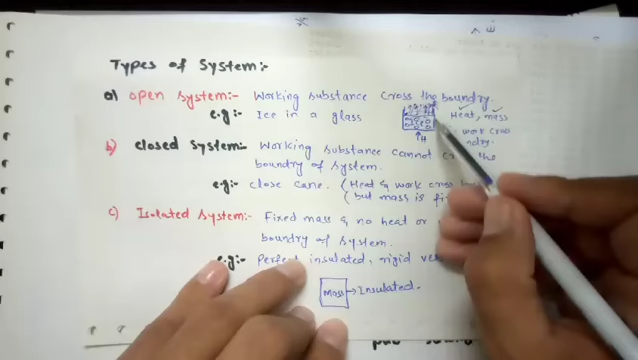 Types of System:-
a) open system:- Working substance cross the boundry.
e.g:- Ice in a glass
Heat, mass
work cross
ndry.
↑H
b) closed System:- Working substance cannot the
boundry of system.
e.g:- close cane. (Heat & work cross
(but mass is
c) Isolated System:- Fixed mass & no heat or
boundry of system.
e.g:- Perfect insulated, rigid
Mass → Insulated.